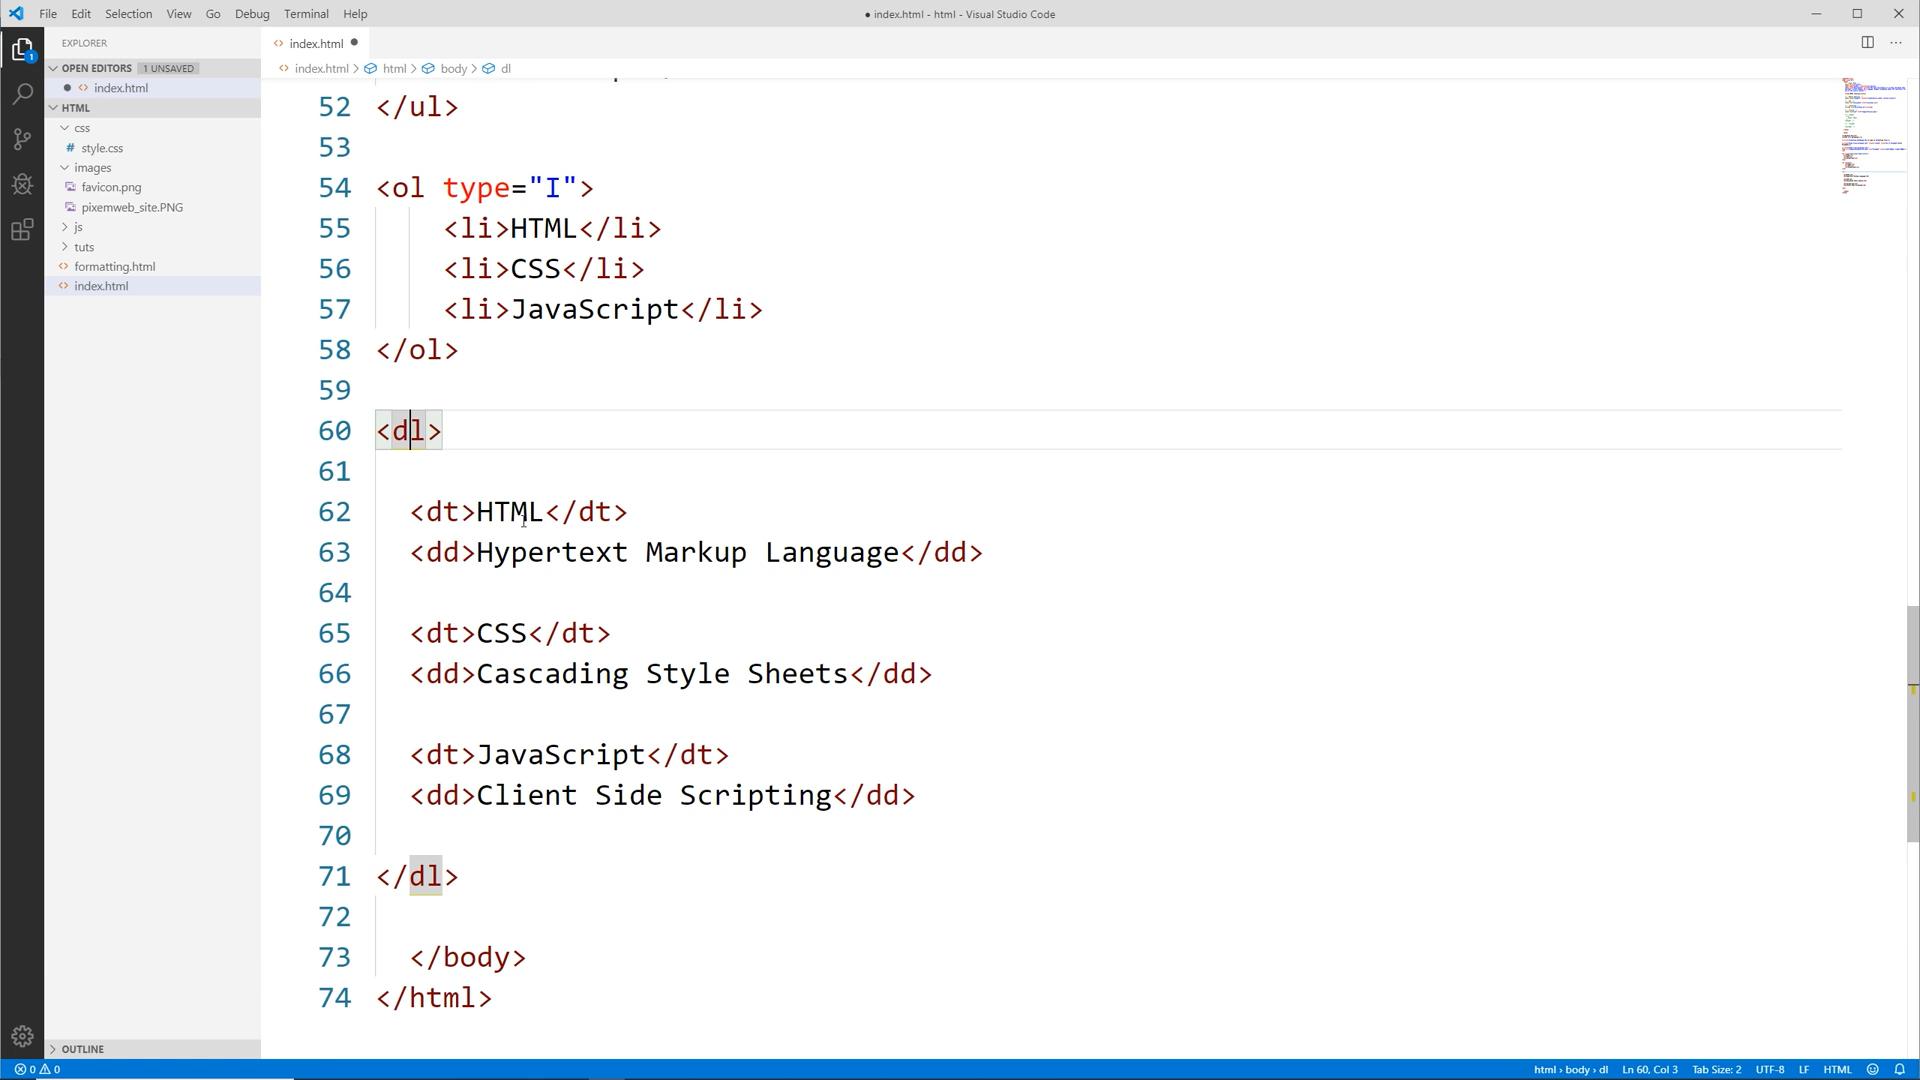 File Edit Selection View Go Debug Terminal Help
● index.html - html - Visual Studio Code
EXPLORER
index.html
OPEN EDITORS 1 UNSAVED
index.html > html > body > dl
index.html
HTML
css
# style.css
images
favicon.png
pixemweb_site.PNG
js
tuts
formatting.html
index.html
1
52 </ul>
53
54 <ol type="I">
55 <li>HTML</li>
56 <li>CSS</li>
57 <li>JavaScript</li>
58 </ol>
59
60 <dl>
61
62 <dt>HTML</dt>
63 <dd>Hypertext Markup Language</dd>
64
65 <dt>CSS</dt>
66 <dd>Cascading Style Sheets</dd>
67
68 <dt>JavaScript</dt>
69 <dd>Client Side Scripting</dd>
70
71 </dl>
72
73 </body>
74 </html>
OUTLINE
0 0
html › body › dl Ln 60, Col 3 Tab Size: 2 UTF-8 LF HTML